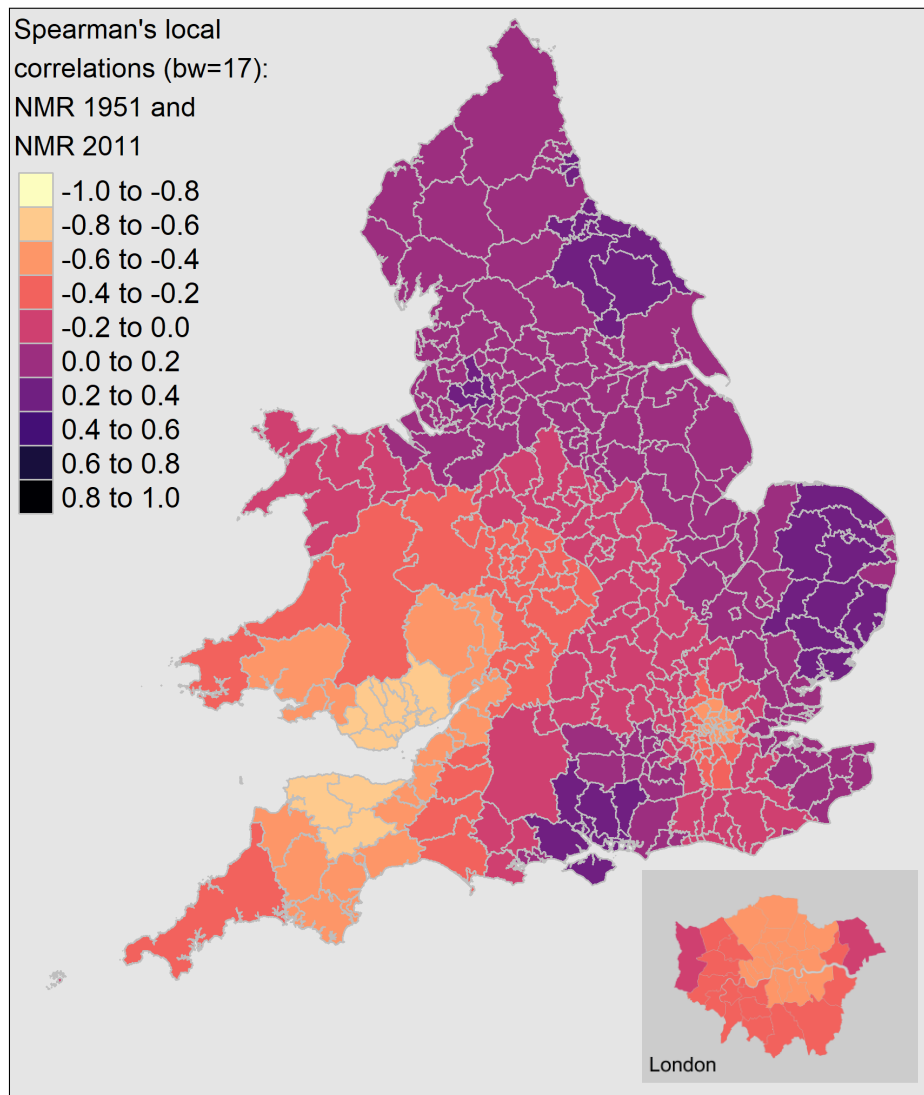 Spearman's local
correlations (bw=17):
NMR 1951 and
NMR 2011
-1.0 to -0.8
-0.8 to -0.6
-0.6 to -0.4
-0.4 to -0.2
-0.2 to 0.0
0.0 to 0.2
0.2 to 0.4
0.4 to 0.6
0.6 to 0.8
0.8 to 1.0
London